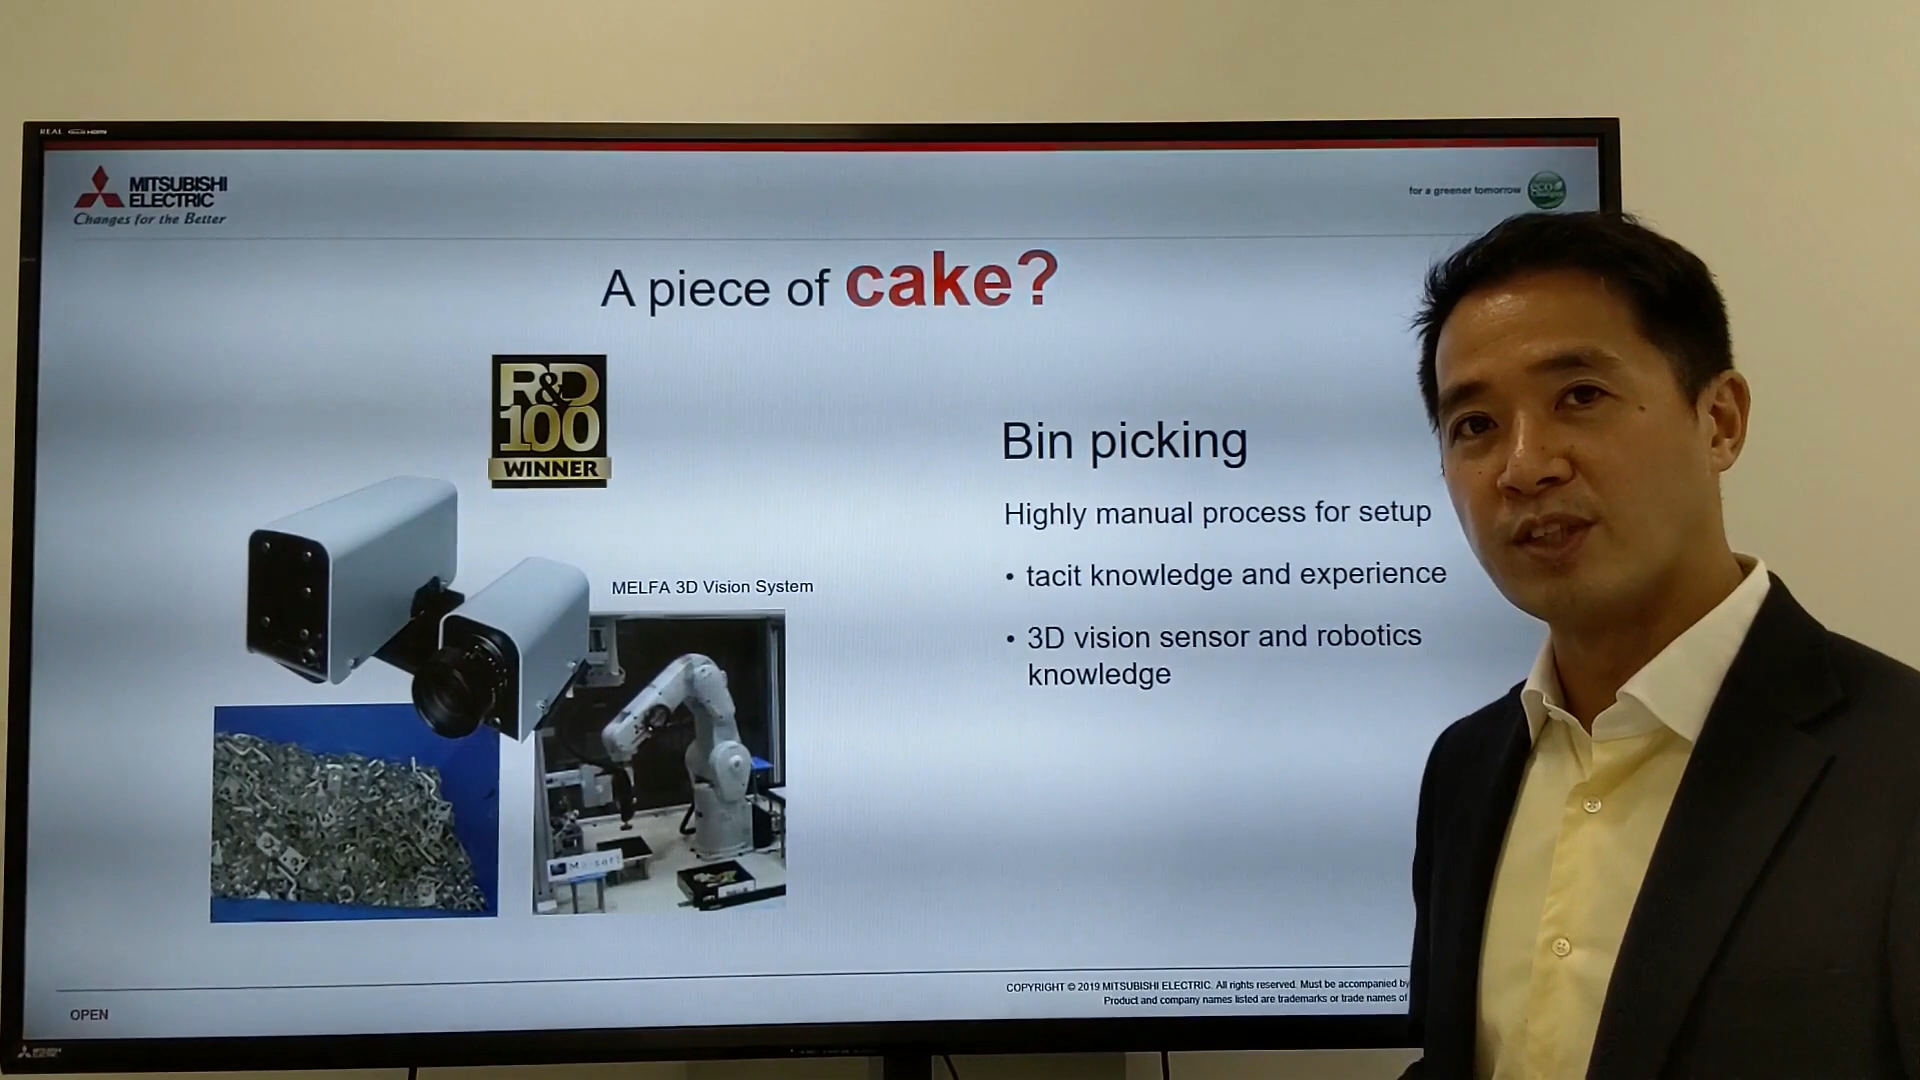 REAL HDMI
MITSUBISHI
ELECTRIC
Changes for the Better
for a greener tomorrow
eco
A piece of cake?
R&D
100
WINNER
Bin picking
Highly manual process for setup
• tacit knowledge and experience
• 3D vision sensor and robotics
knowledge
MELFA 3D Vision System
COPYRIGHT © 2019 MITSUBISHI ELECTRIC. All rights reserved. Must be accompanied by
Product and company names listed are trademarks or trade names of
OPEN